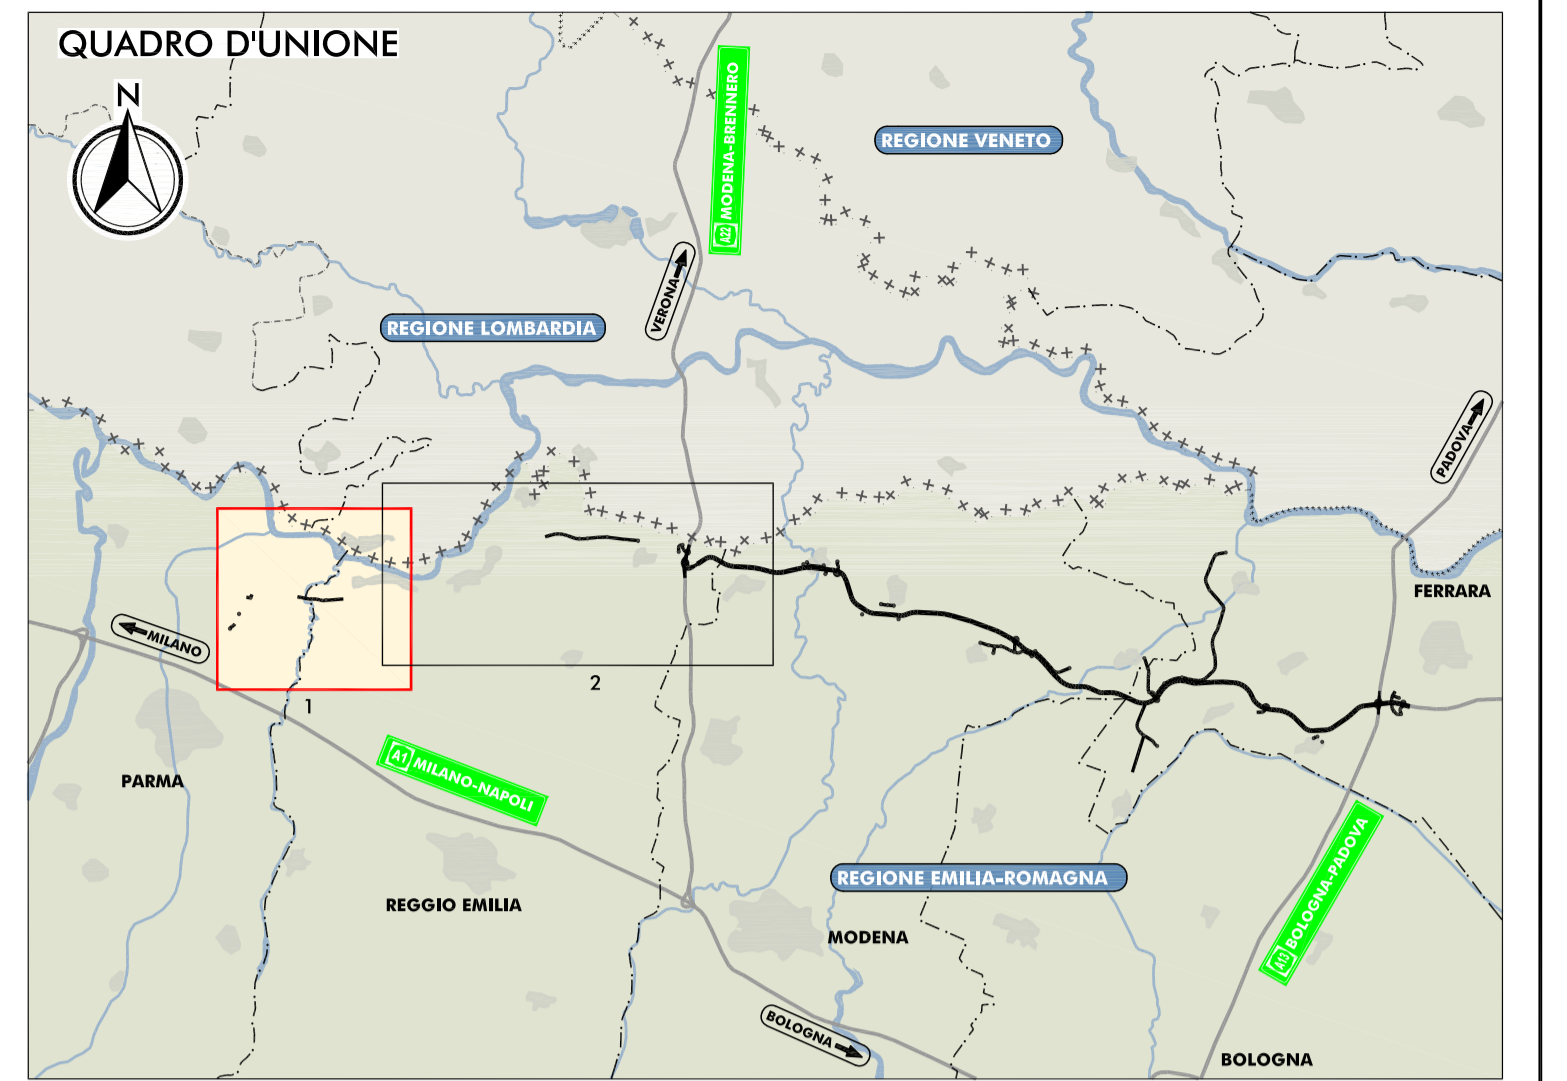 QUADRO D'UNIONE
N
A22 MODENA-BRENNERO
REGIONE VENETO
VERONA
REGIONE LOMBARDIA
PADOVA
FERRARA
MILANO
1
2
PARMA
A1 MILANO-NAPOLI
REGGIO EMILIA
REGIONE EMILIA-ROMAGNA
A13 BOLOGNA-PADOVA
MODENA
BOLOGNA
BOLOGNA